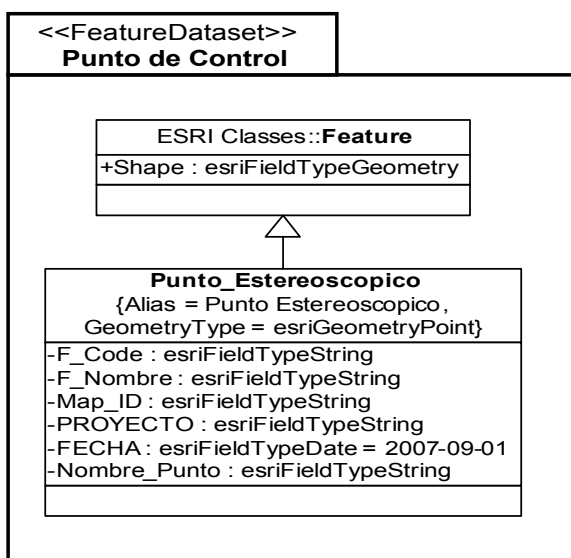 <<FeatureDataset>>
Punto de Control
ESRI Classes::Feature
+Shape : esriFieldTypeGeometry
Punto_Estereoscopico
{Alias = Punto Estereoscopico,
GeometryType = esriGeometryPoint}
-F_Code : esriFieldTypeString
-F_Nombre : esriFieldTypeString
-Map_ID : esriFieldTypeString
-PROYECTO : esriFieldTypeString
-FECHA : esriFieldTypeDate = 2007-09-01
-Nombre_Punto : esriFieldTypeString